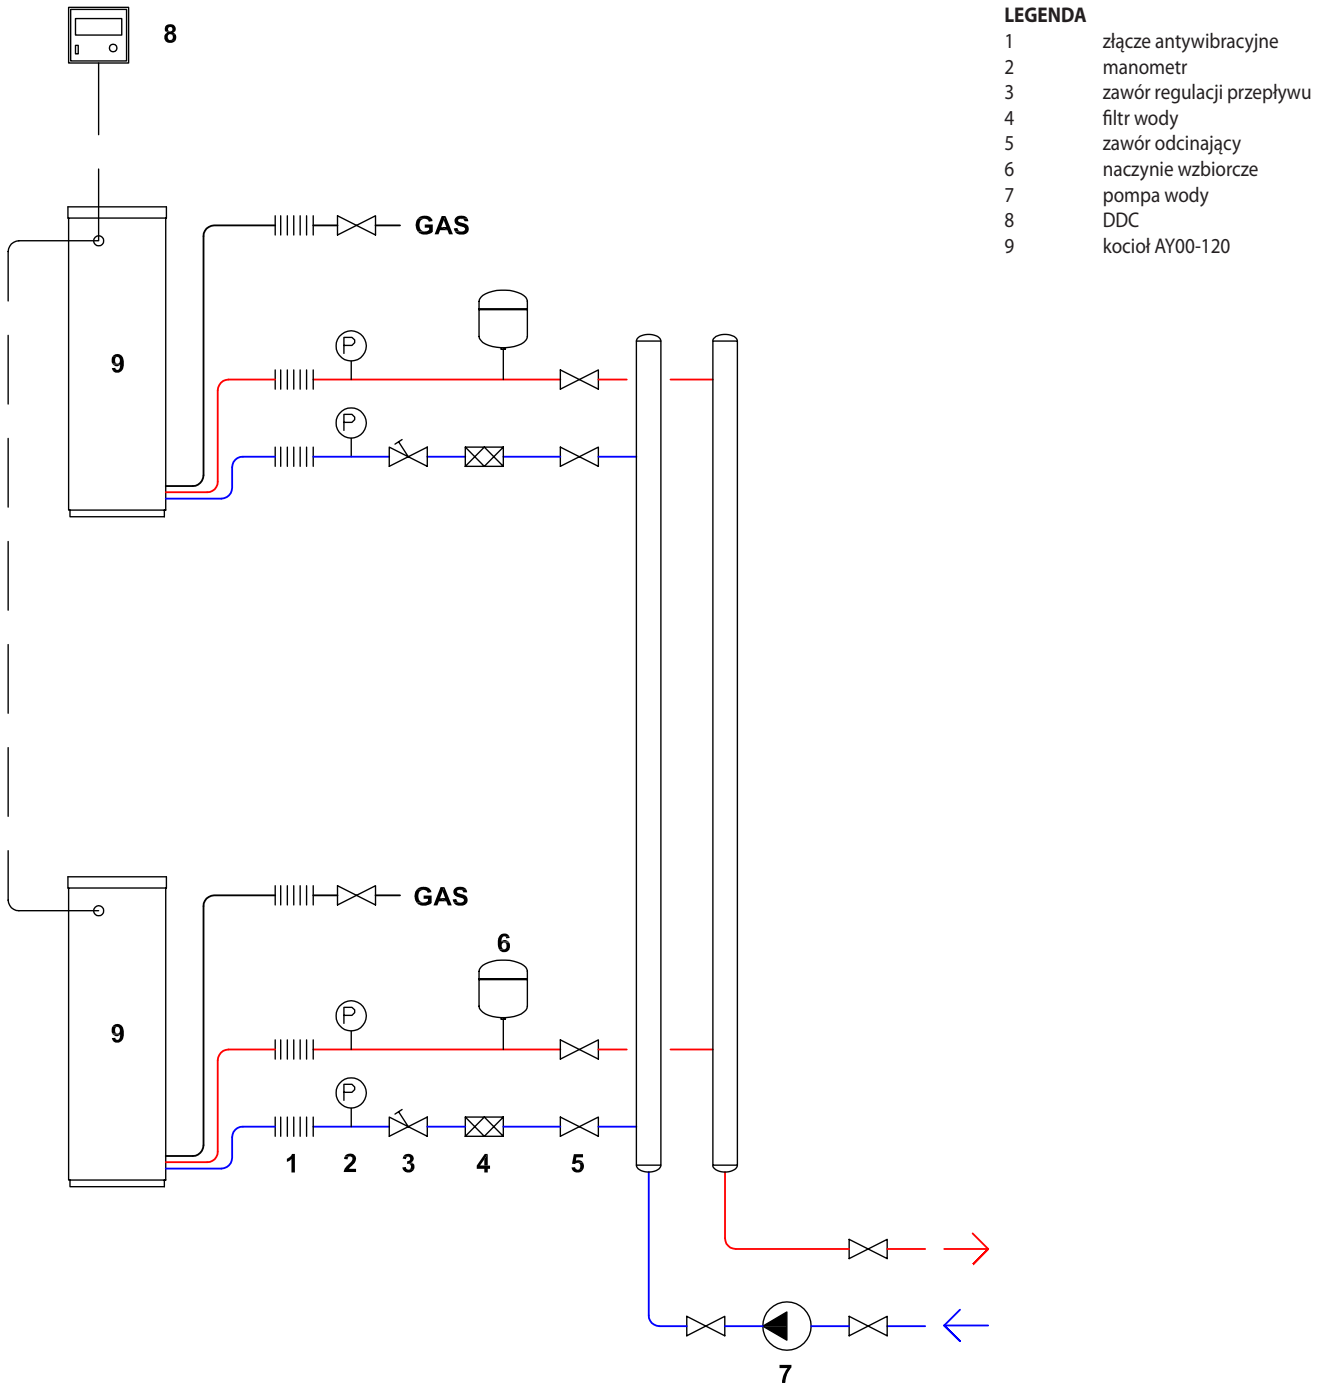 LEGENDA
1 złącze antywibracyjne
2 manometr
3 zawór regulacji przepływu
4 filtr wody
5 zawór odcinający
6 naczynie wzbiorcze
7 pompa wody
8 DDC
9 kocioł AY00-120
8
GAS
P
9
P
GAS
6
P
9
P
1 2 3 4 5
7